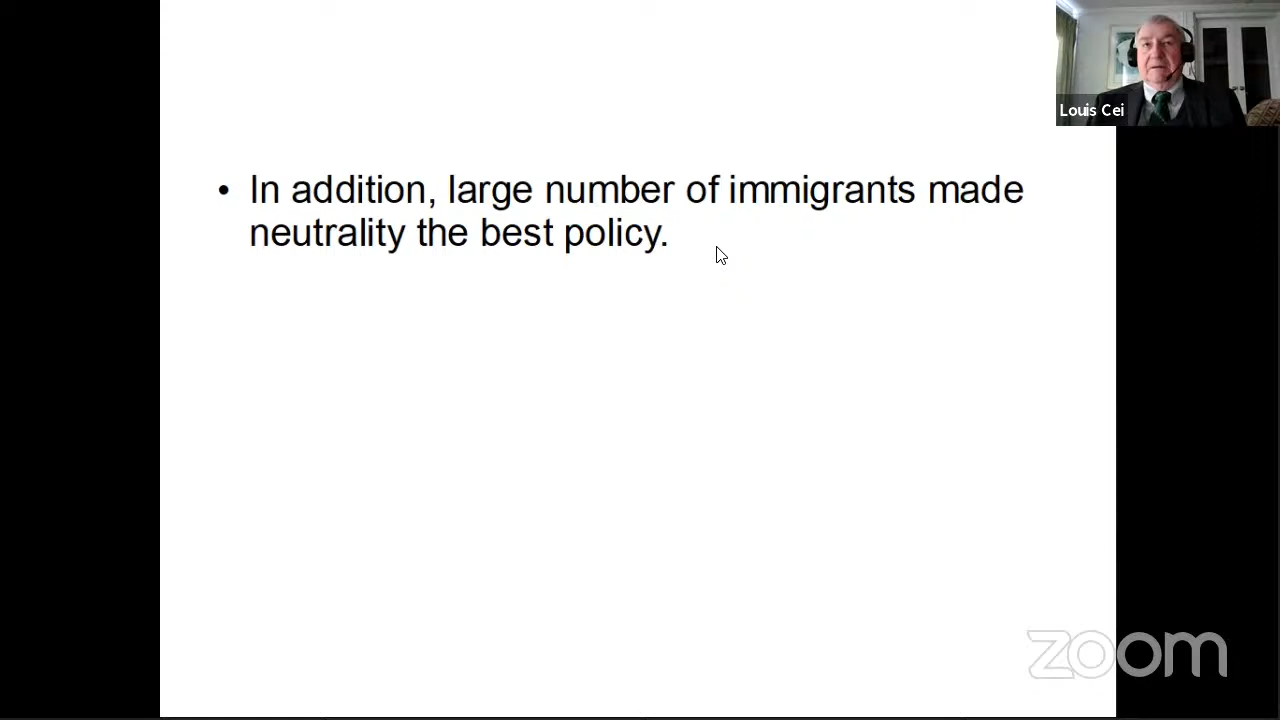 Louis Cei
• In addition, large number of immigrants made
neutrality the best policy.
zoom